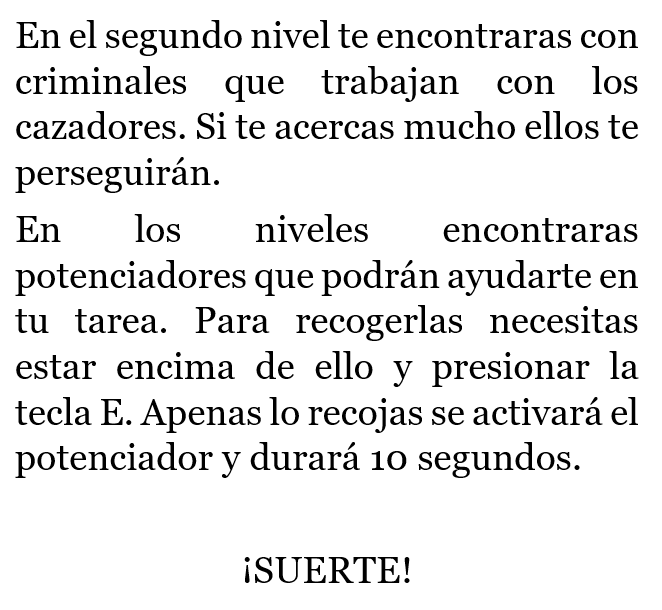 En el segundo nivel te encontraras con
criminales que trabajan con los
cazadores. Si te acercas mucho ellos te
perseguirán.
En los niveles encontraras
potenciadores que podrán ayudarte en
tu tarea. Para recogerlas necesitas
estar encima de ello y presionar la
tecla E. Apenas lo recojas se activará el
potenciador y durará 10 segundos.
¡SUERTE!